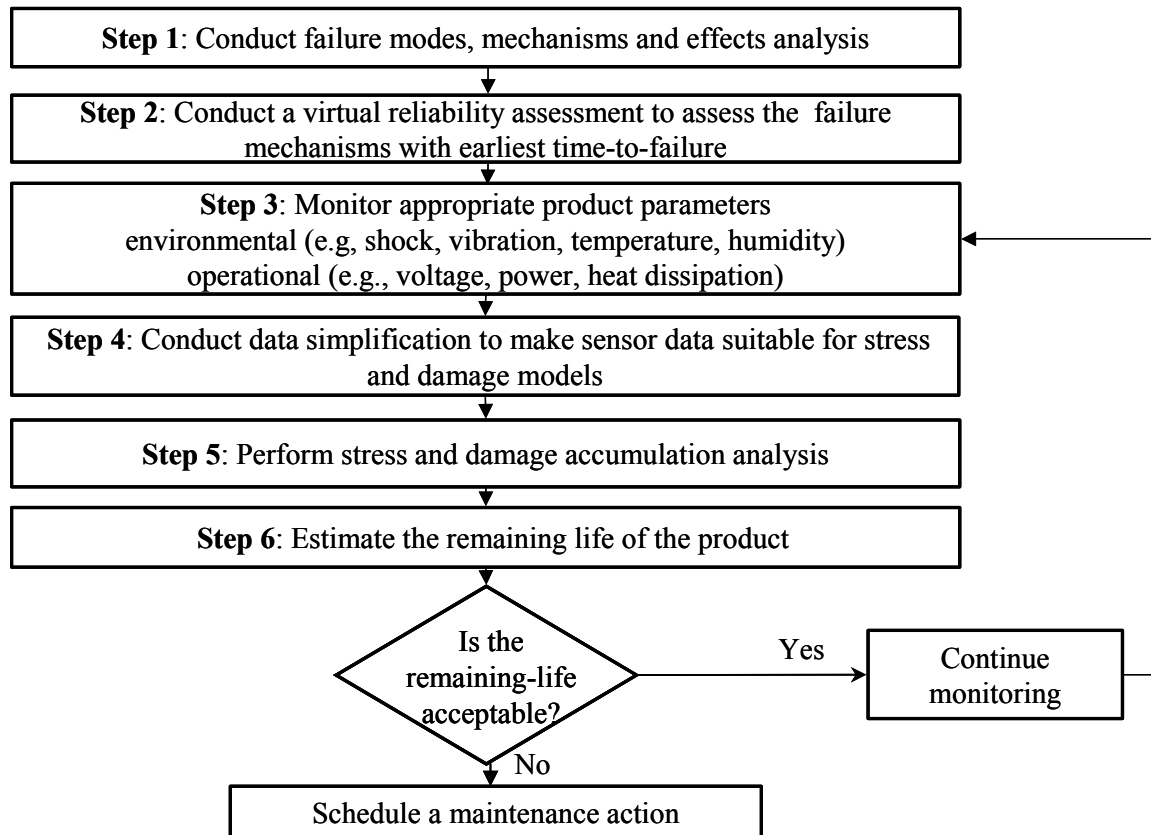 Step 1: Conduct failure modes, mechanisms and effects analysis
Step 2: Conduct a virtual reliability assessment to assess the failure
mechanisms with earliest time-to-failure
Step 3: Monitor appropriate product parameters
environmental (e.g, shock, vibration, temperature, humidity)
operational (e.g., voltage, power, heat dissipation)
Step 4: Conduct data simplification to make sensor data suitable for stress
and damage models
Step 5: Perform stress and damage accumulation analysis
Step 6: Estimate the remaining life of the product
Is the
remaining-life
acceptable?
Yes
Continue
monitoring
No
Schedule a maintenance action